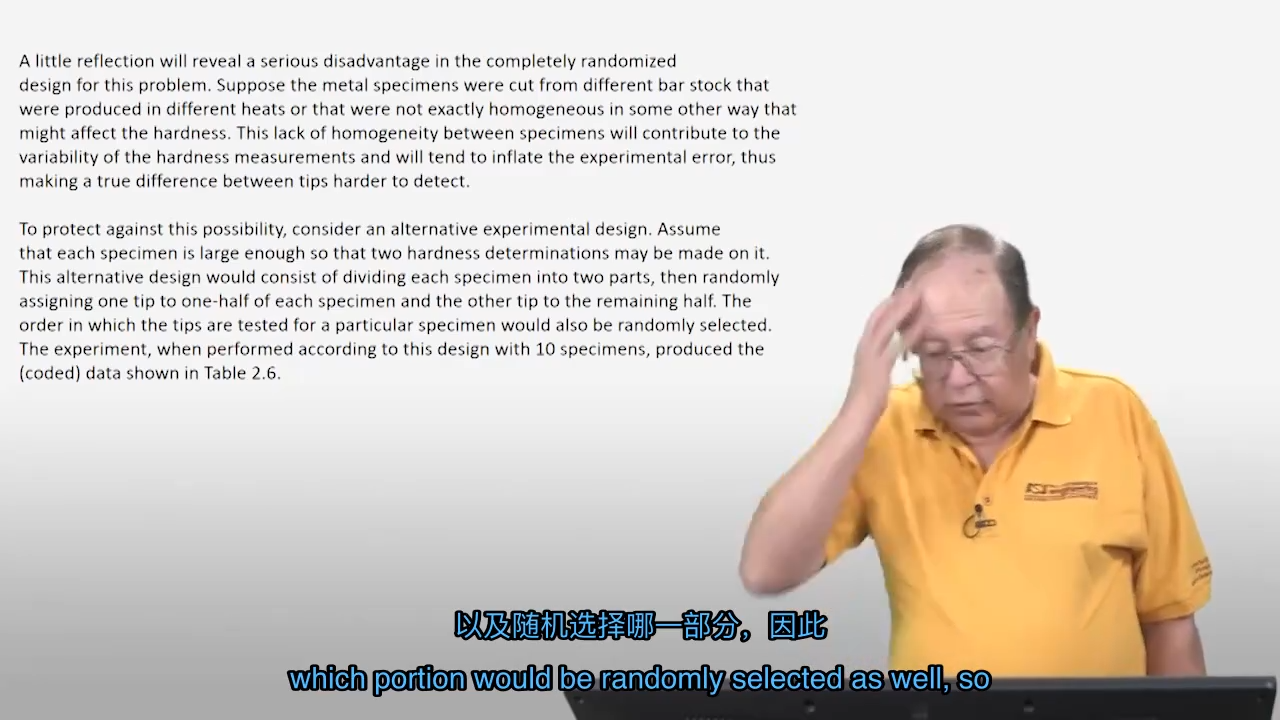 A little reflection will reveal a serious disadvantage in the completely randomized
design for this problem. Suppose the metal specimens were cut from different bar stock that
were produced in different heats or that were not exactly homogeneous in some other way that
might affect the hardness. This lack of homogeneity between specimens will contribute to the
variability of the hardness measurements and will tend to inflate the experimental error, thus
making a true difference between tips harder to detect.
To protect against this possibility, consider an alternative experimental design. Assume
that each specimen is large enough so that two hardness determinations may be made on it.
This alternative design would consist of dividing each specimen into two parts, then randomly
assigning one tip to one-half of each specimen and the other tip to the remaining half. The
order in which the tips are tested for a particular specimen would also be randomly selected.
The experiment, when performed according to this design with 10 specimens, produced the
(coded) data shown in Table 2.6.
以及随机选择哪一部分，因此
which portion would be randomly selected as well, so